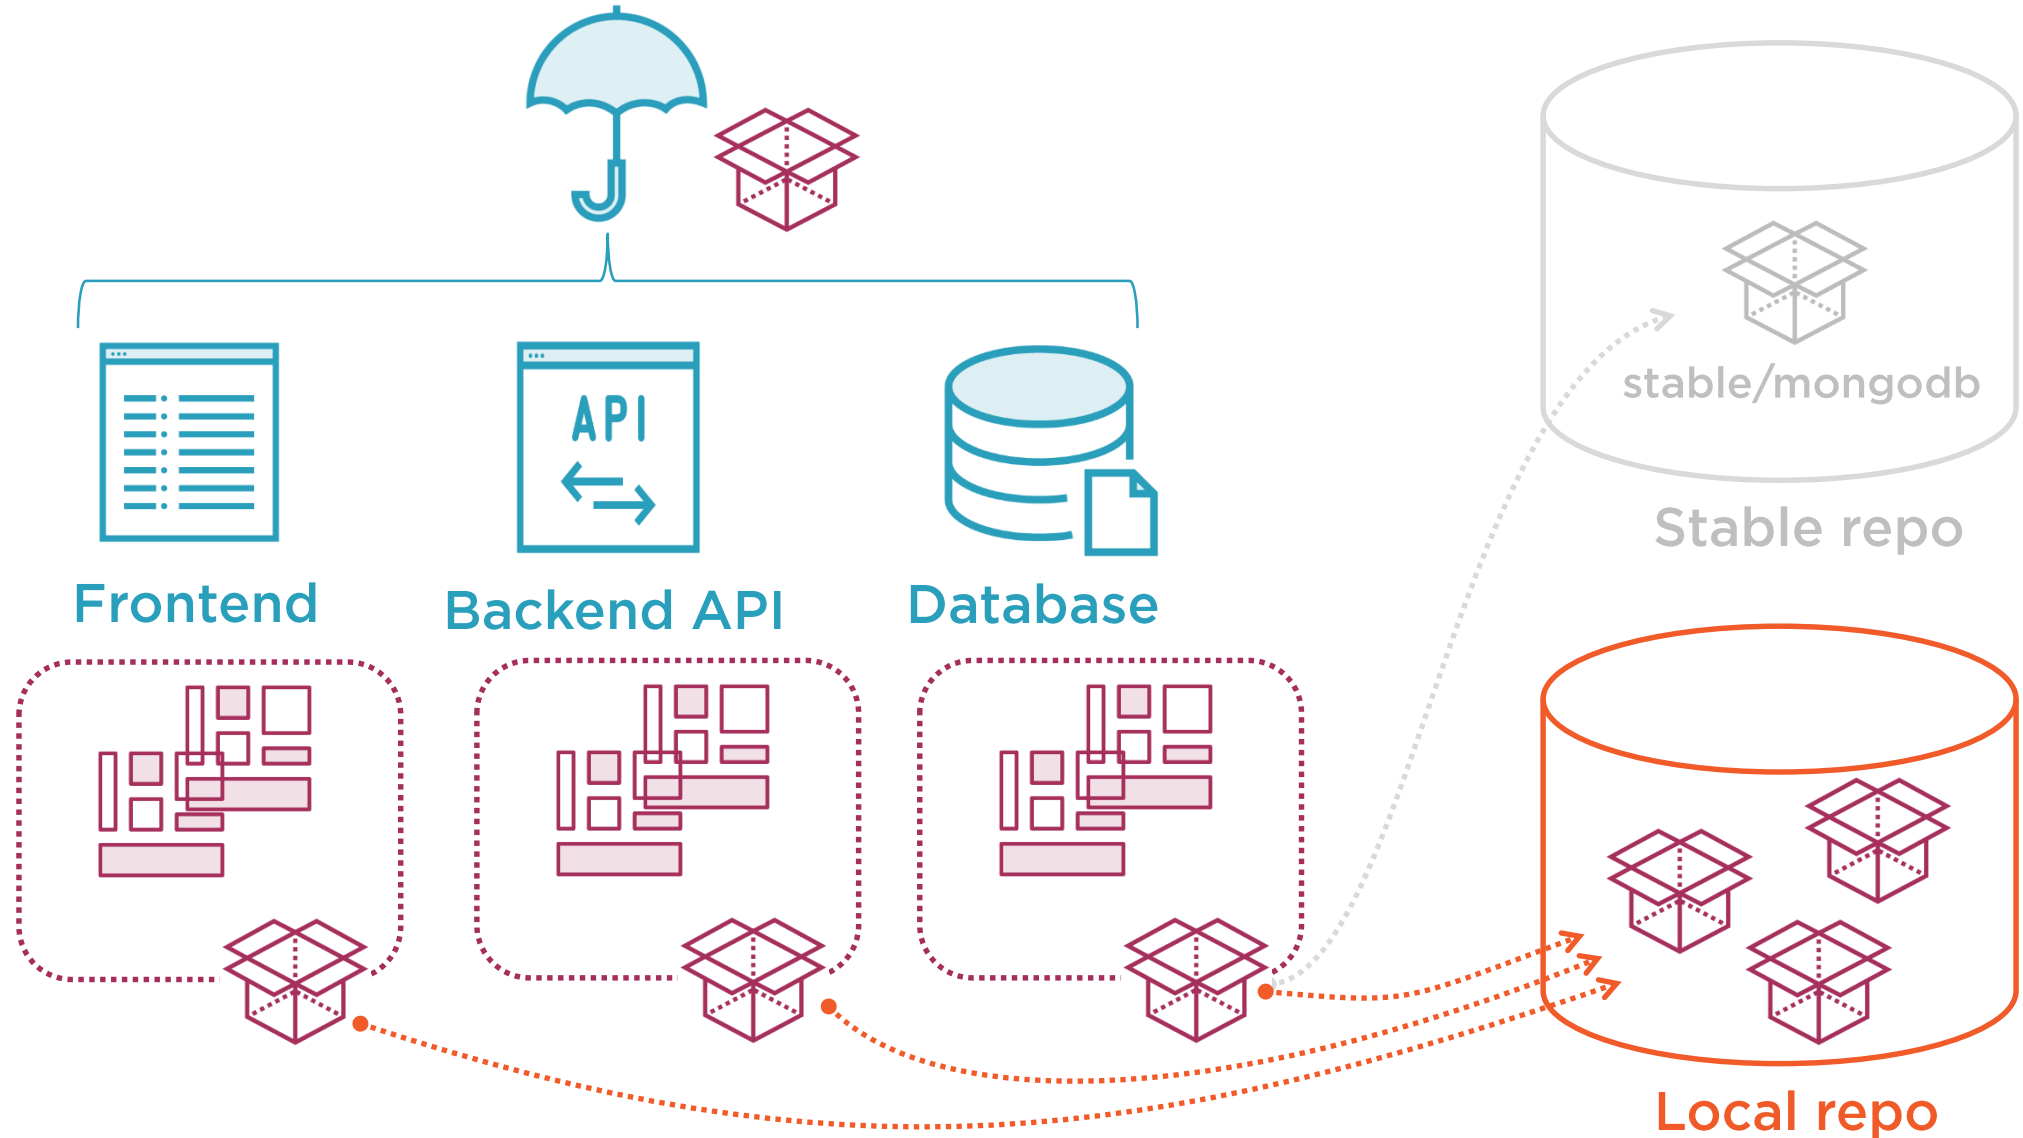 API
Frontend
Backend API
Database
stable/mongodb
Stable repo
Local repo